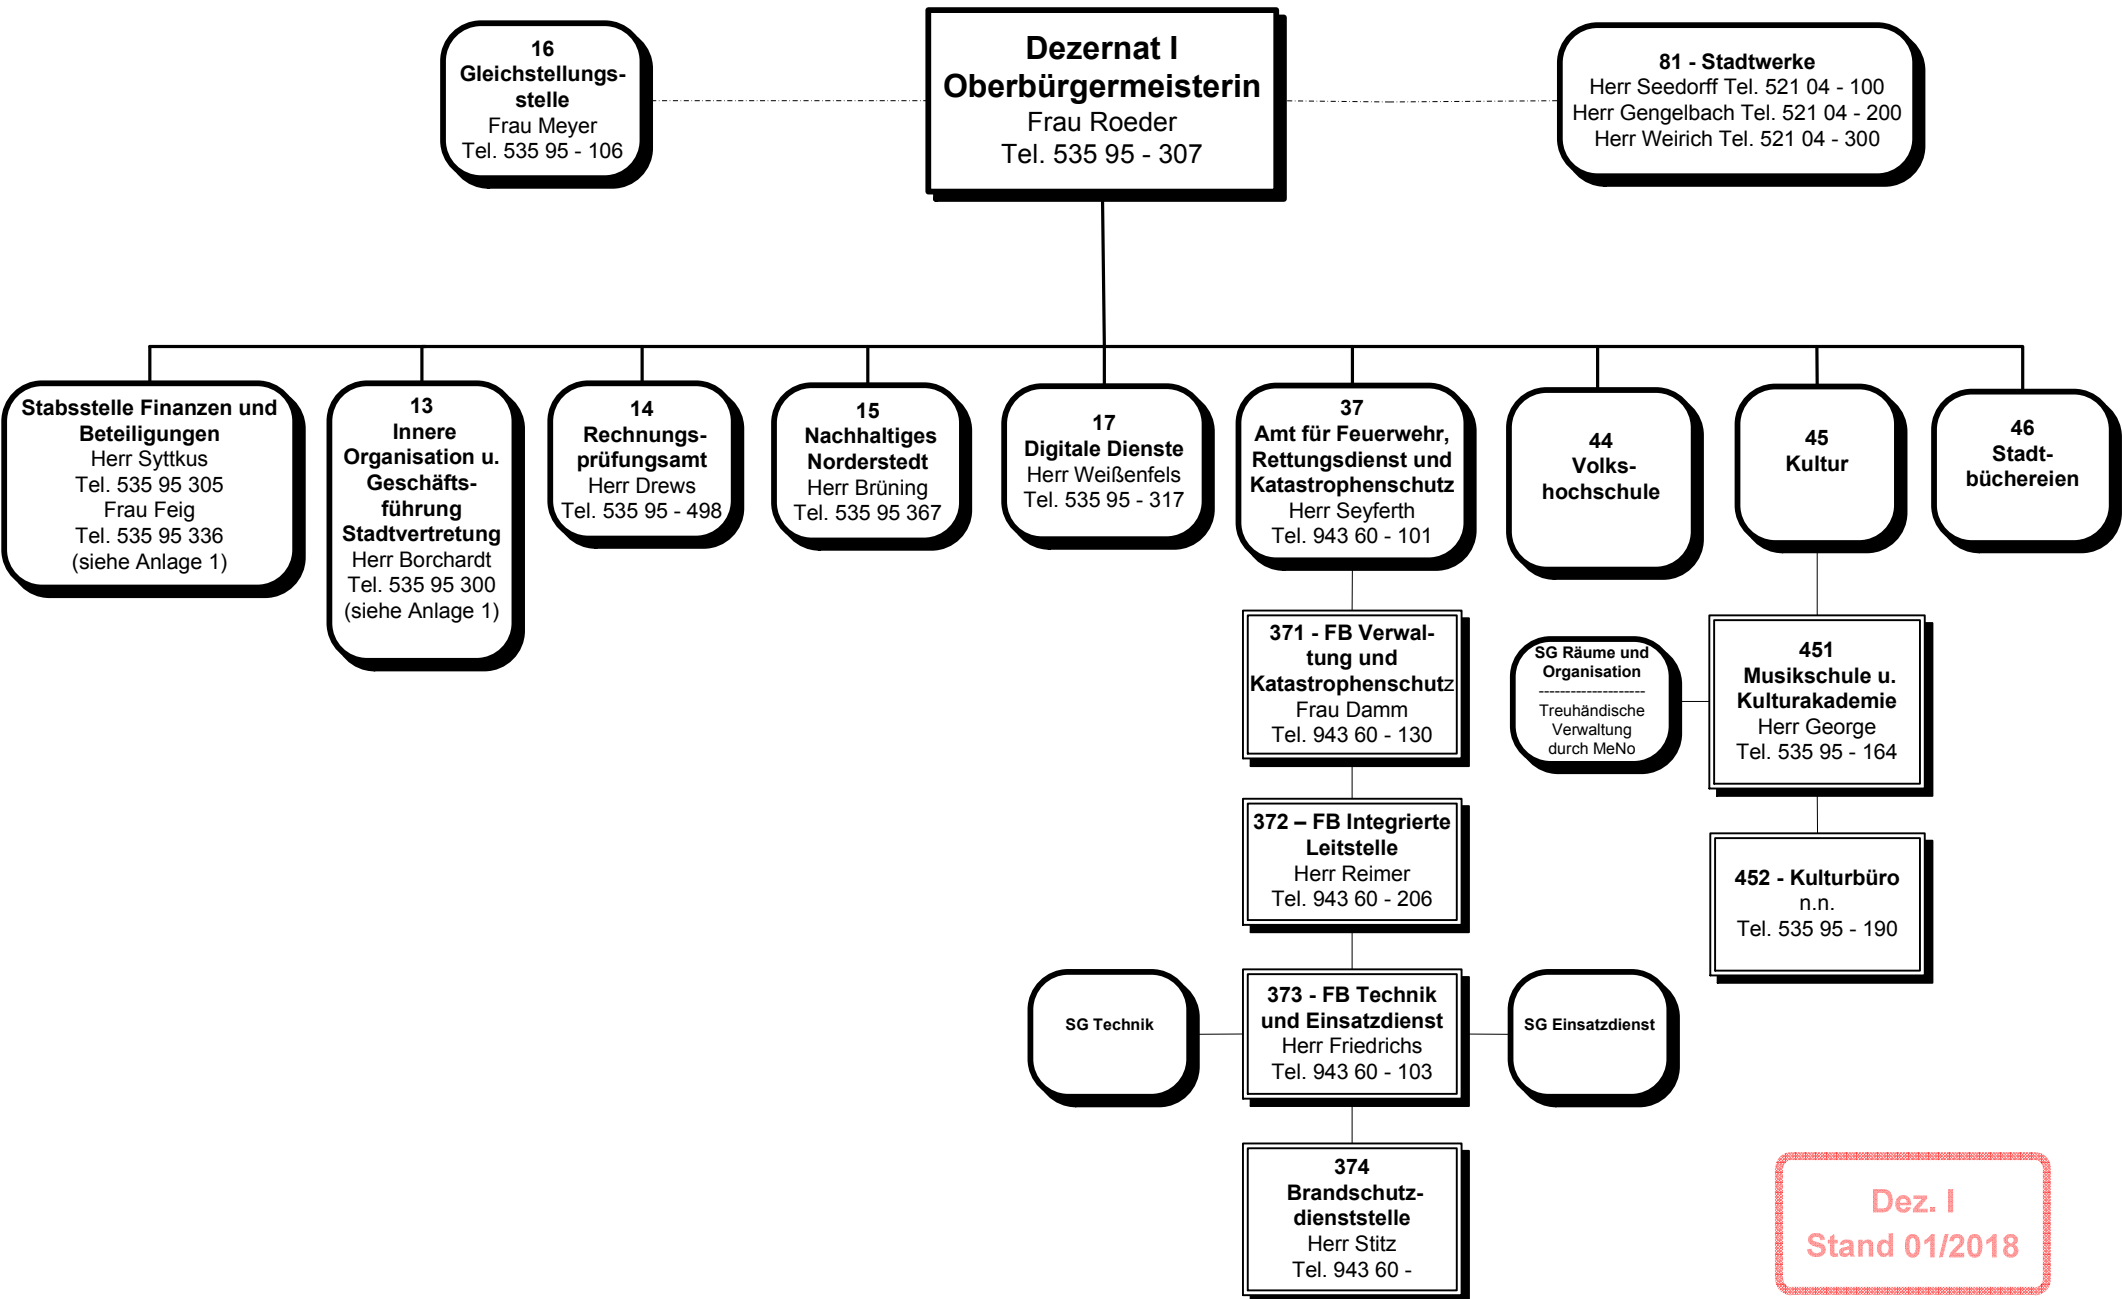 16
Gleichstellungs-
stelle
Frau Meyer
Tel. 535 95 - 106
Dezernat I
Oberbürgermeisterin
Frau Roeder
Tel. 535 95 - 307
81 - Stadtwerke
Herr Seedorff Tel. 521 04 - 100
Herr Gengelbach Tel. 521 04 - 200
Herr Weirich Tel. 521 04 - 300
Stabsstelle Finanzen und
Beteiligungen
Herr Syttkus
Tel. 535 95 305
Frau Feig
Tel. 535 95 336
(siehe Anlage 1)
13
Innere
Organisation u.
Geschäfts-
führung
Stadtvertretung
Herr Borchardt
Tel. 535 95 300
(siehe Anlage 1)
14
Rechnungs-
prüfungsamt
Herr Drews
Tel. 535 95 - 498
15
Nachhaltiges
Norderstedt
Herr Brüning
Tel. 535 95 367
17
Digitale Dienste
Herr Weißenfels
Tel. 535 95 - 317
37
Amt für Feuerwehr,
Rettungsdienst und
Katastrophenschutz
Herr Seyferth
Tel. 943 60 - 101
44
Volks-
hochschule
45
Kultur
46
Stadt-
büchereien
371 - FB Verwal-
tung und
Katastrophenschutz
Frau Damm
Tel. 943 60 - 130
SG Räume und
Organisation
--------------------
Treuhändische
Verwaltung
durch MeNo
451
Musikschule u.
Kulturakademie
Herr George
Tel. 535 95 - 164
372 – FB Integrierte
Leitstelle
Herr Reimer
Tel. 943 60 - 206
452 - Kulturbüro
n.n.
Tel. 535 95 - 190
SG Technik
373 - FB Technik
und Einsatzdienst
Herr Friedrichs
Tel. 943 60 - 103
SG Einsatzdienst
374
Brandschutz-
dienststelle
Herr Stitz
Tel. 943 60 -
Dez. I
Stand 01/2018